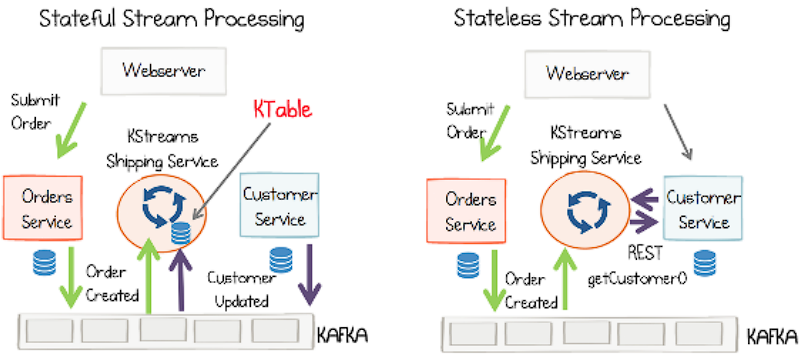 Stateful Stream Processing
Webserver
Submit
Order
KTable
KStreams
Shipping Service
Orders
Service
Customer
Service
Order
Created
Customer
Updated
KAFKA
Stateless Stream Processing
Webserver
Submit
Order
KStreams
Shipping Service
Orders
Service
Customer
Service
REST
getCustomer()
Order
Created
KAFKA